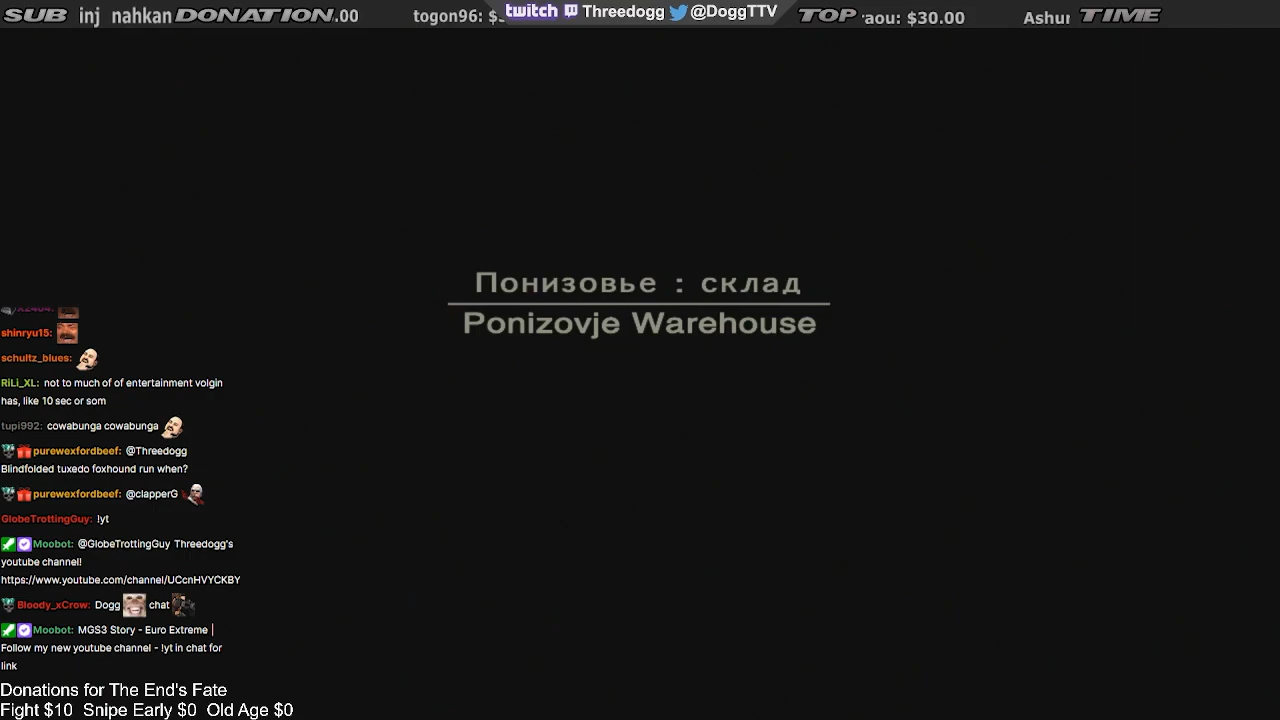 SUB inj nahkan DONATION .00 togon96: $ twitch Threedogg @DoggTTV TOP raou: $30.00 Ashur TIME
Понизовье : склад
Ponizovje Warehouse
shinryu15:
schultz_blues:
RiLi_XL: not to much of of entertainment volgin
has, like 10 sec or som
tupi992: cowabunga cowabunga
purewexfordbeef: @Threedogg
Blindfolded tuxedo foxhound run when?
purewexfordbeef: @clapperG
GlobeTrottingGuy: !yt
Moobot: @GlobeTrottingGuy Threedogg's
youtube channel!
https://www.youtube.com/channel/UCcnHVYCKBY
Bloody_xCrow: Dogg chat
Moobot: MGS3 Story - Euro Extreme |
Follow my new youtube channel - !yt in chat for
link
Donations for The End's Fate
Fight $10 Snipe Early $0 Old Age $0